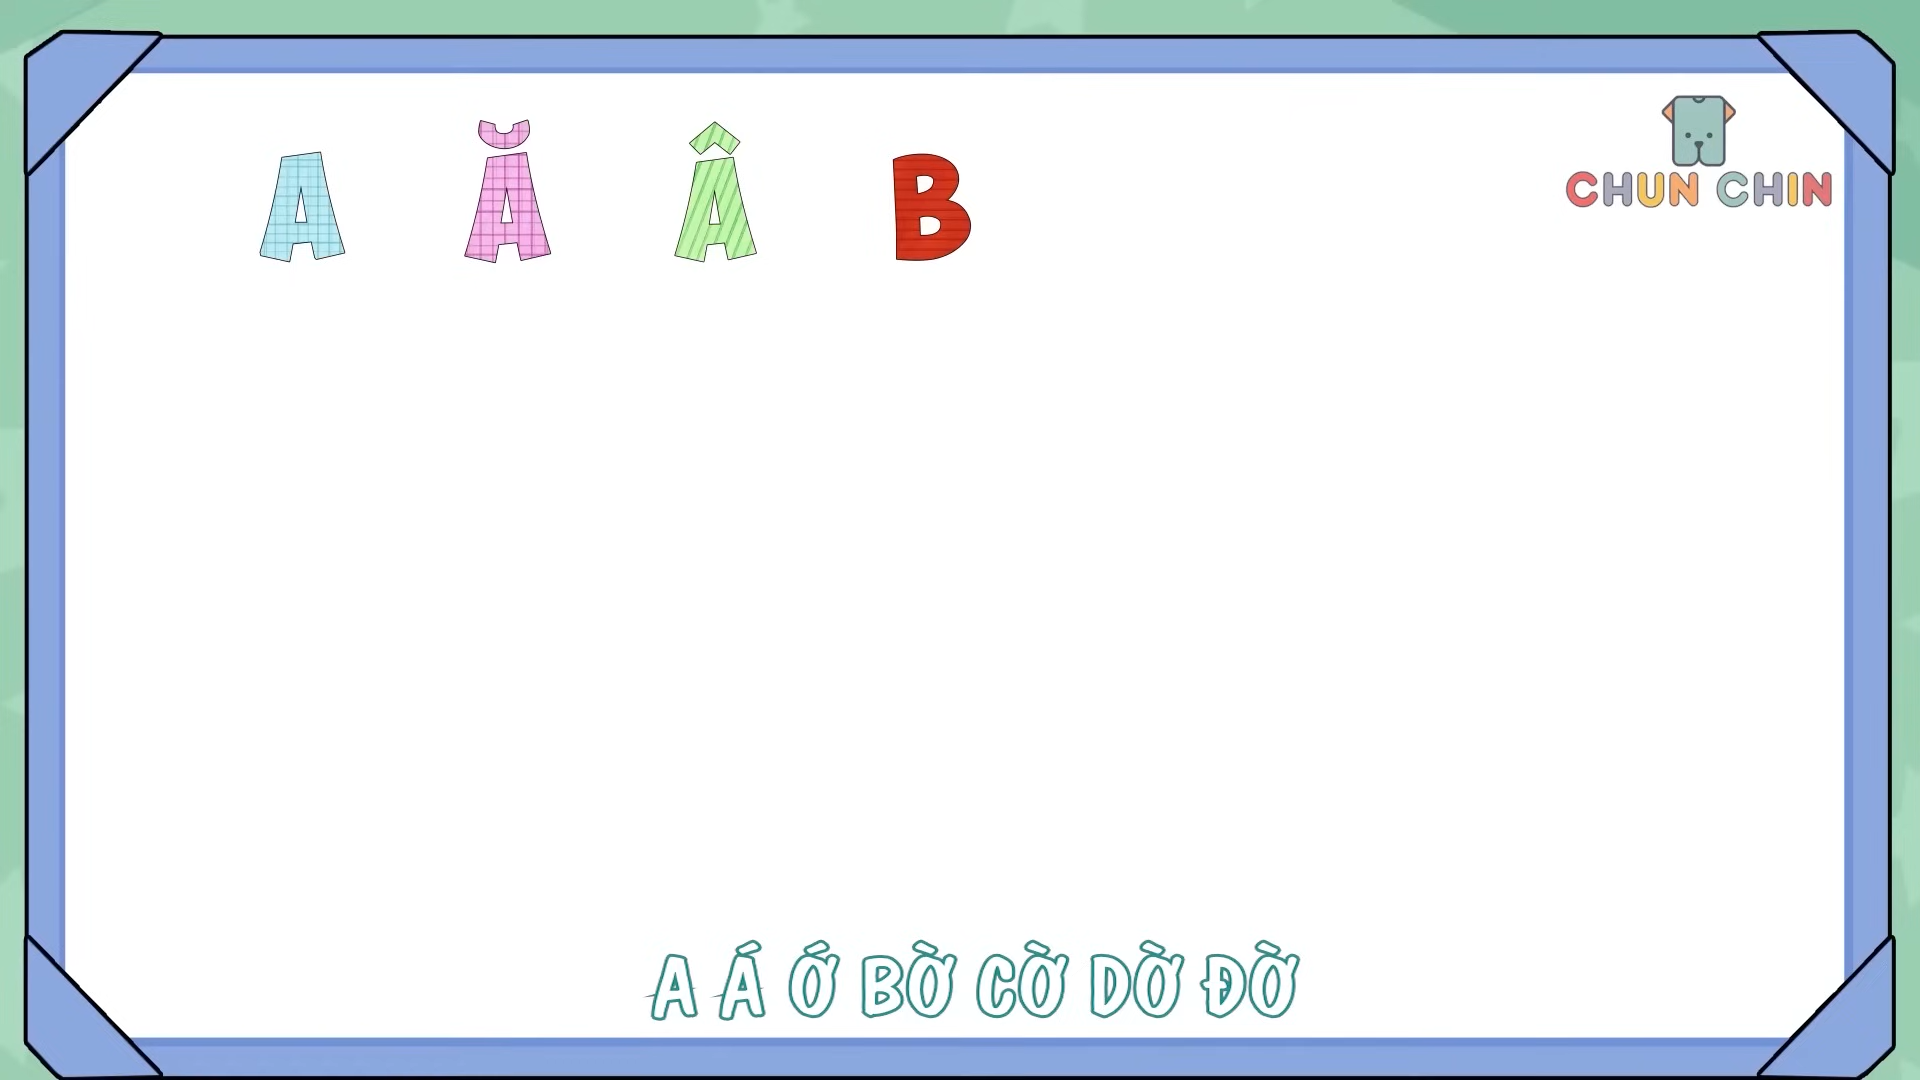 A Ă Â B
CHUN CHIN
A Á Ớ BỜ CỜ DỜ ĐỜ